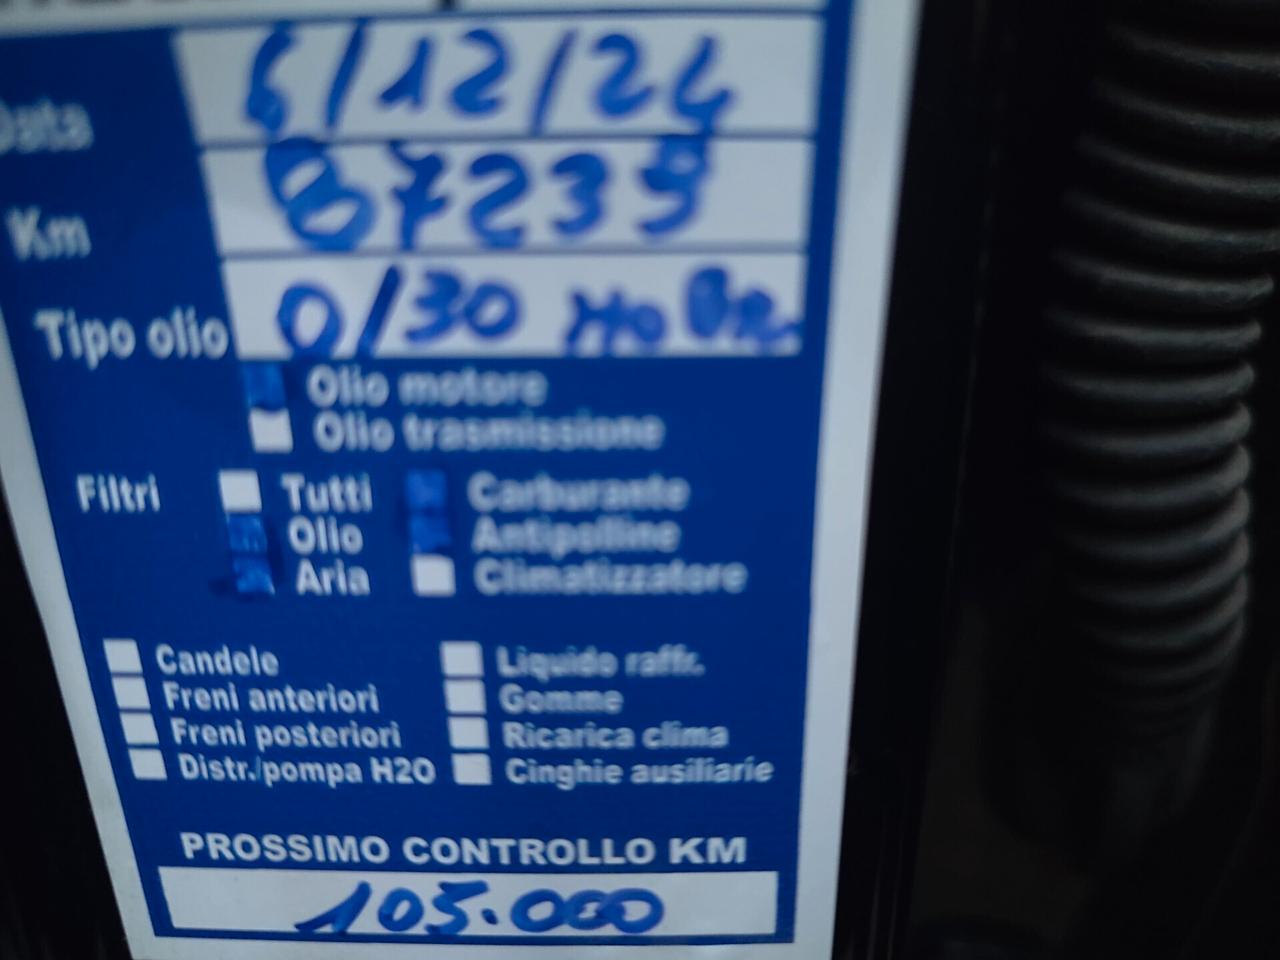 Data 6/12/24
Km 87239
Tipo olio 0/30
Olio motore
Olio trasmissione
Filtri Tutti Carburante
Olio Antipolline
Aria Climatizzatore
Candele Liquido raffr.
Freni anteriori Gomme
Freni posteriori Ricarica clima
Distr./pompa H2O Cinghie ausiliarie
PROSSIMO CONTROLLO KM
105.000